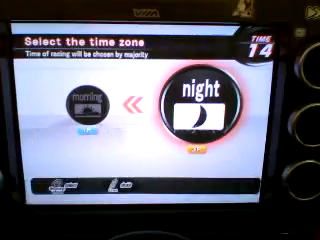 Select the time zone
Time of racing will be chosen by majority
TIME
14
morning
night